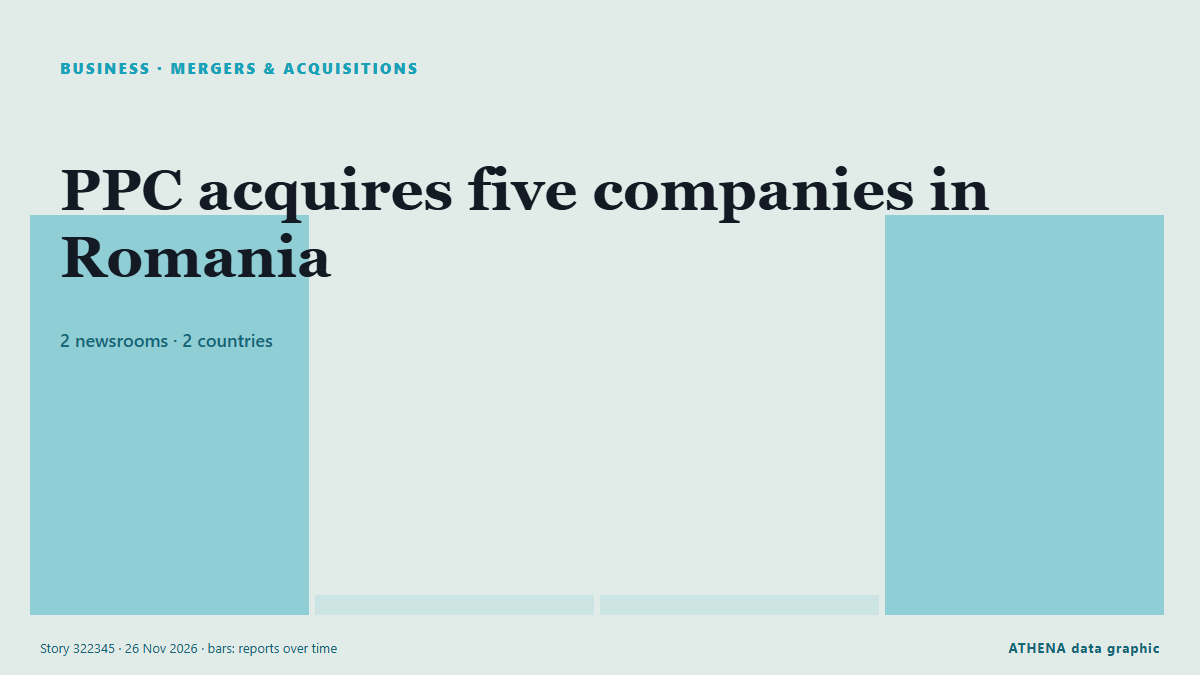 BUSINESS · MERGERS & ACQUISITIONS
PPC acquires five companies in
Romania
2 newsrooms · 2 countries
Story 322345 · 26 Nov 2026 · bars: reports over time
ATHENA data graphic